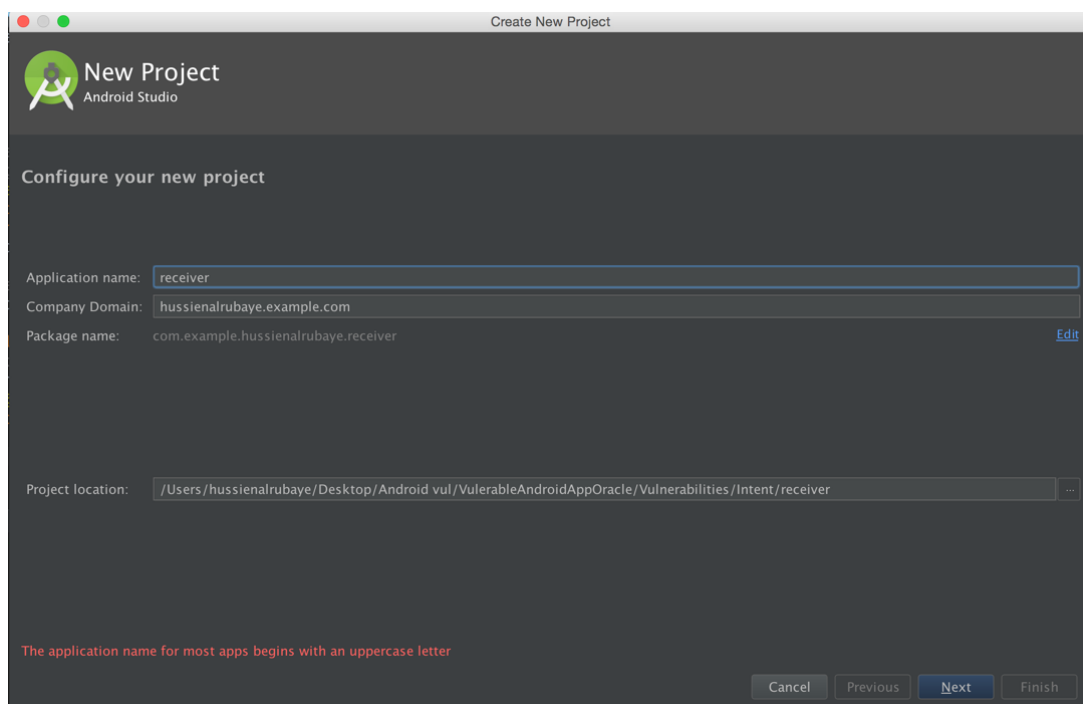 Create New Project
New Project
Android Studio
Configure your new project
Application name: receiver
Company Domain: hussienalrubaye.example.com
Package name: com.example.hussienalrubaye.receiver Edit
Project location: /Users/hussienalrubaye/Desktop/Android vul/VulerableAndroidAppOracle/Vulnerabilities/Intent/receiver ...
The application name for most apps begins with an uppercase letter
Cancel Previous Next Finish